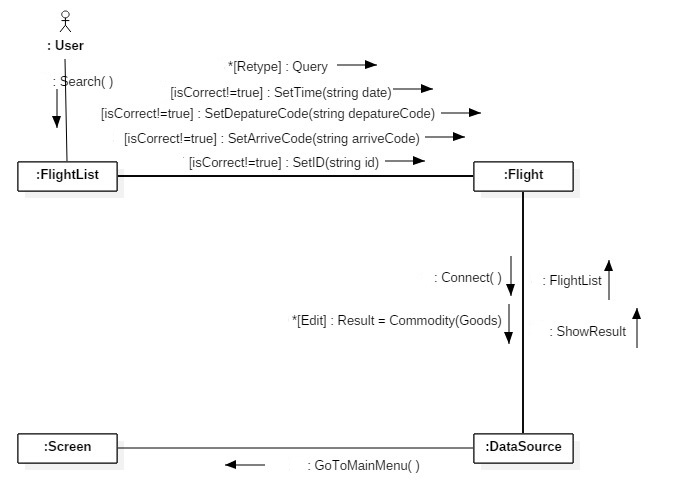 : User
: Search( )
*[Retype] : Query
[isCorrect!=true] : SetTime(string date)
[isCorrect!=true] : SetDepatureCode(string depatureCode)
[isCorrect!=true] : SetArriveCode(string arriveCode)
[isCorrect!=true] : SetID(string id)
:FlightList
:Flight
: Connect( )
: FlightList
*[Edit] : Result = Commodity(Goods)
: ShowResult
:Screen
:DataSource
: GoToMainMenu( )